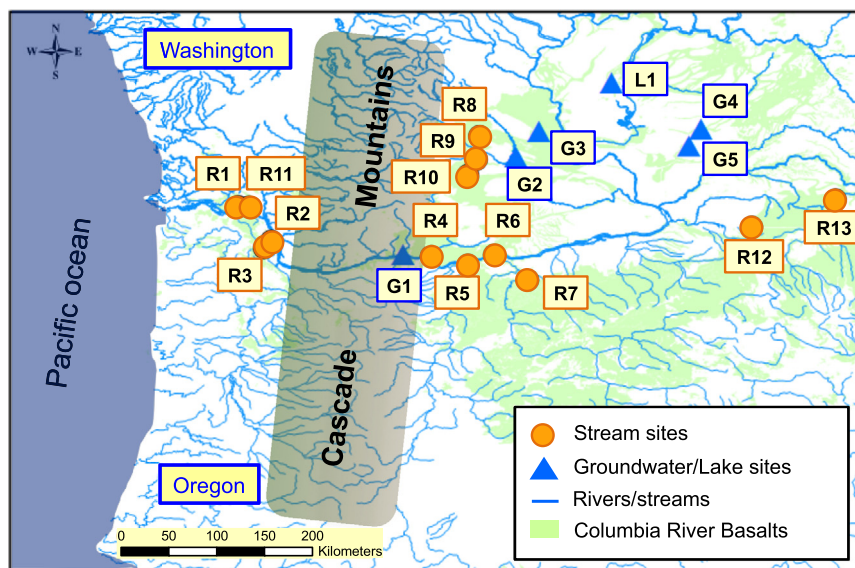 N
W E
S
Washington
Mountains
R8
L1
G4
R9
G3
G5
R10
G2
R1
R11
R2
R4
R6
R13
R12
R3
G1
R5
R7
Pacific ocean
Cascade
Oregon
Stream sites
Groundwater/Lake sites
Rivers/streams
Columbia River Basalts
0 50 100 150 200
Kilometers